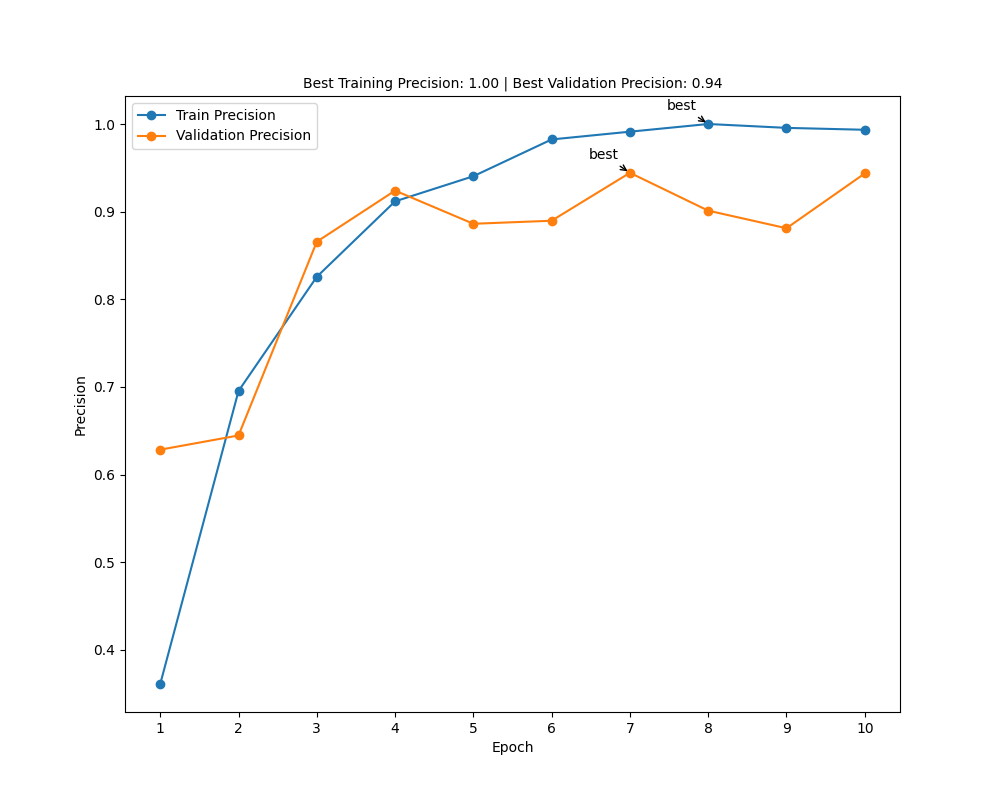 Best Training Precision: 1.00 | Best Validation Precision: 0.94
Train Precision
Validation Precision
best
best
1.0
0.9
0.8
0.7
0.6
0.5
0.4
Precision
1 2 3 4 5 6 7 8 9 10
Epoch